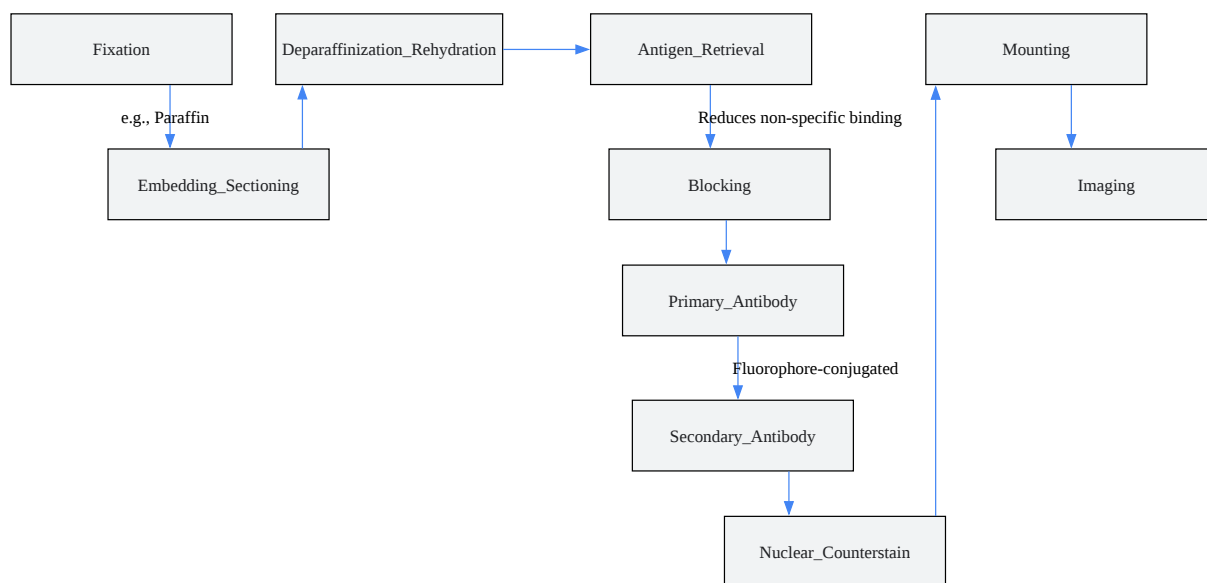 Fixation
e.g., Paraffin
Embedding_Sectioning
Deparaffinization_Rehydration
Antigen_Retrieval
Reduces non-specific binding
Blocking
Primary_Antibody
Fluorophore-conjugated
Secondary_Antibody
Nuclear_Counterstain
Mounting
Imaging